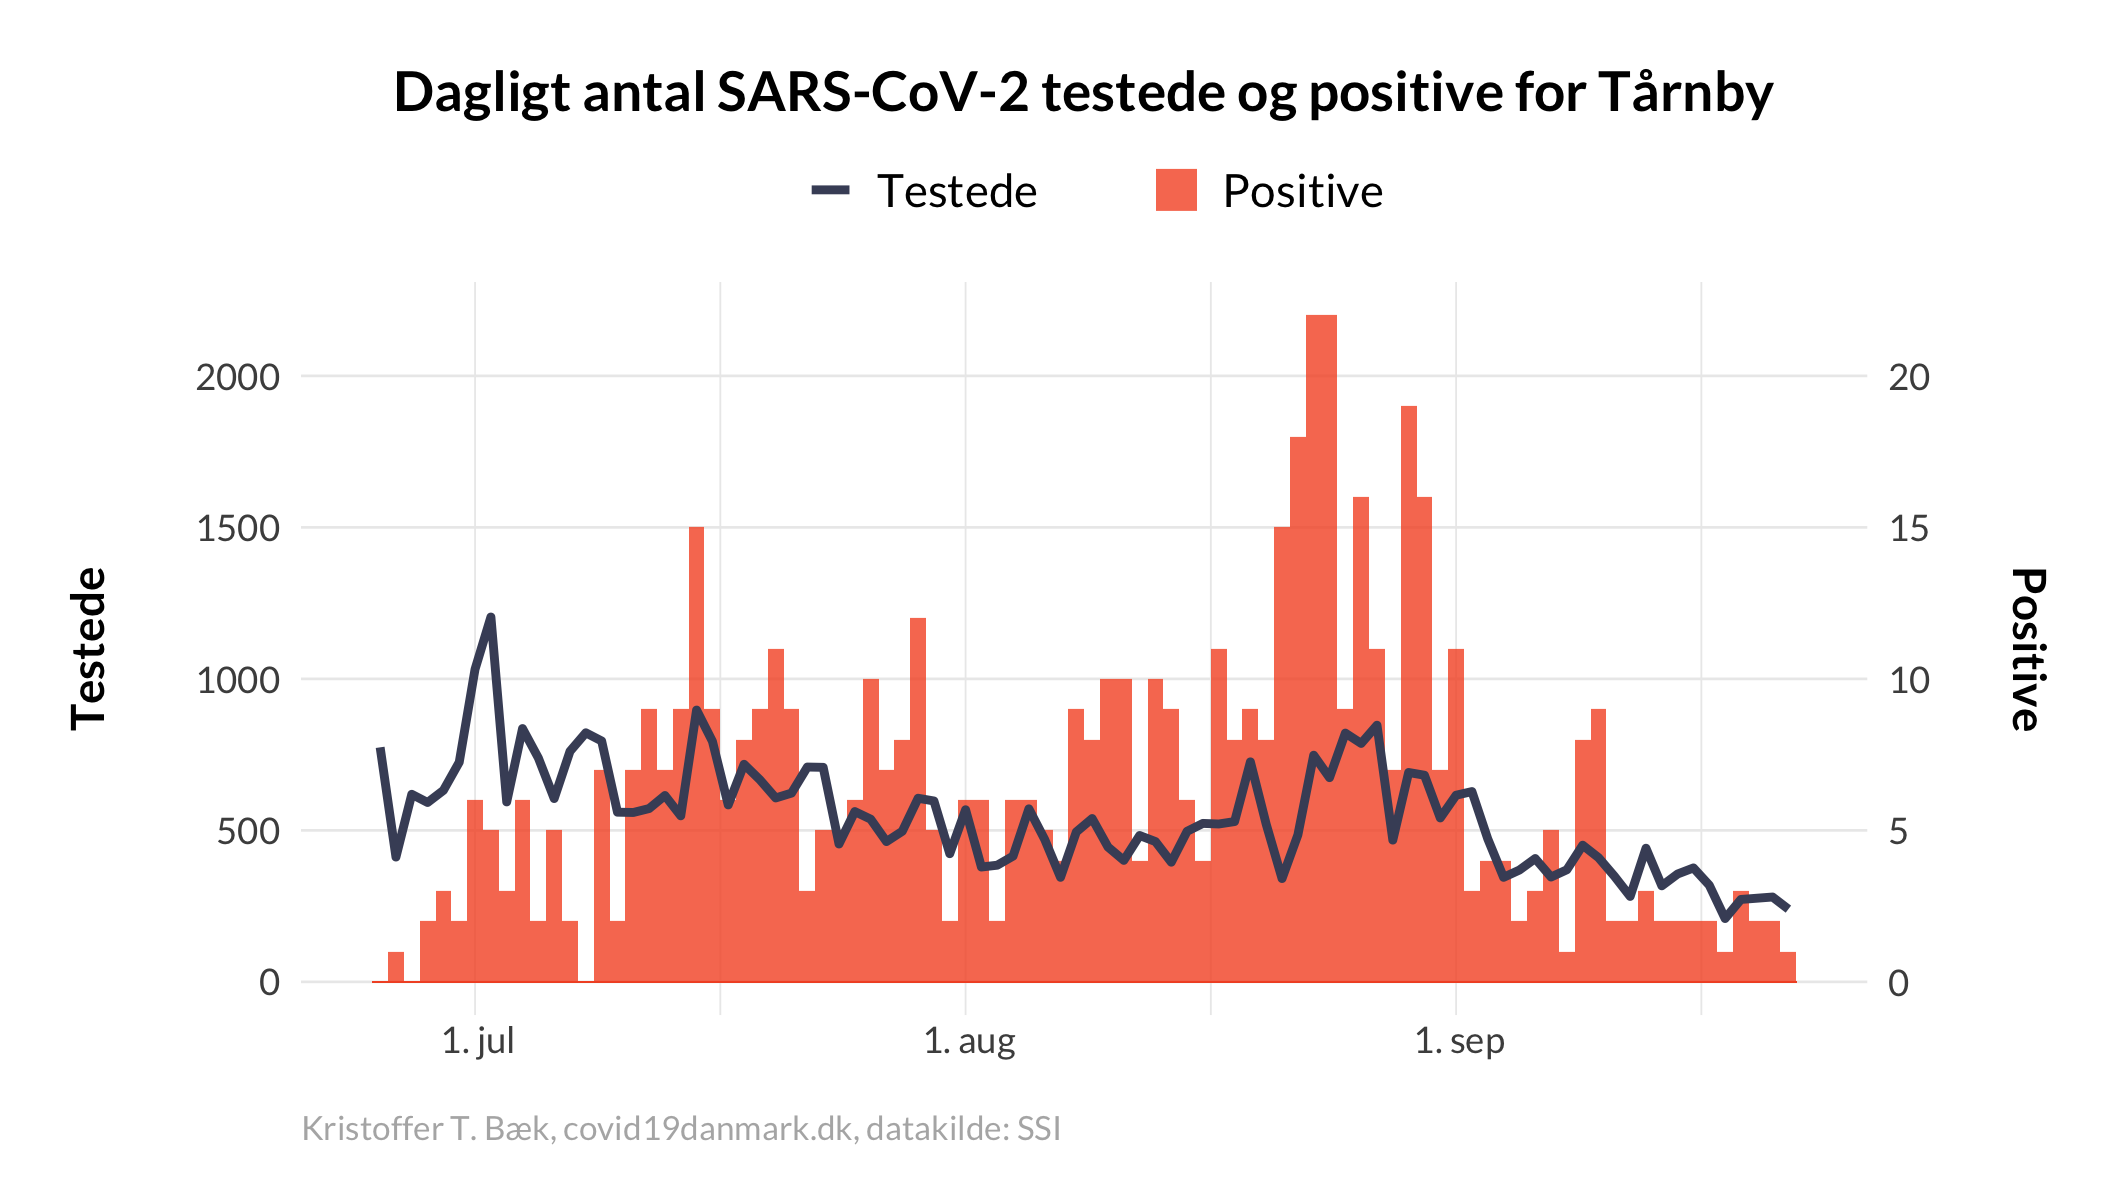 Dagligt antal SARS-CoV-2 testede og positive for Tårnby
Testede
Positive
2000
1500
1000
500
0
Testede
20
15
10
5
0
Positive
1. jul
1. aug
1. sep
Kristoffer T. Bæk, covid19danmark.dk, datakilde: SSI